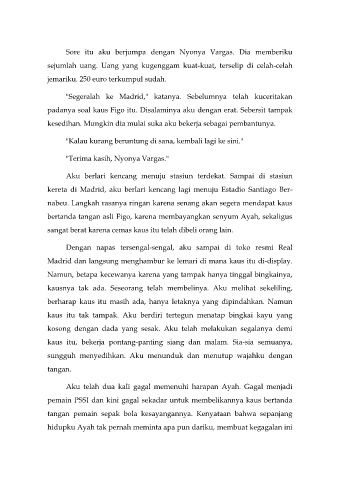 Sore itu aku berjumpa dengan Nyonya Vargas. Dia memberiku
sejumlah uang. Uang yang kugenggam kuat-kuat, terselip di celah-celah
jemariku. 250 euro terkumpul sudah.
"Segeralah ke Madrid," katanya. Sebelumnya telah kuceritakan
padanya soal kaus Figo itu. Disalaminya aku dengan erat. Sebersit tampak
kesedihan. Mungkin dia mulai suka aku bekerja sebagai pembantunya.
"Kalau kurang beruntung di sana, kembali lagi ke sini."
"Terima kasih, Nyonya Vargas."
Aku berlari kencang menuju stasiun terdekat. Sampai di stasiun
kereta di Madrid, aku berlari kencang lagi menuju Estadio Santiago Ber-
nabeu. Langkah rasanya ringan karena senang akan segera mendapat kaus
bertanda tangan asli Figo, karena membayangkan senyum Ayah, sekaligus
sangat berat karena cemas kaus itu telah dibeli orang lain.
Dengan napas tersengal-sengal, aku sampai di toko resmi Real
Madrid dan langsung menghambur ke lemari di mana kaus itu di-display.
Namun, betapa kecewanya karena yang tampak hanya tinggal bingkainya,
kausnya tak ada. Seseorang telah membelinya. Aku melihat sekeliling,
berharap kaus itu masih ada, hanya letaknya yang dipindahkan. Namun
kaus itu tak tampak. Aku berdiri tertegun menatap bingkai kayu yang
kosong dengan dada yang sesak. Aku telah melakukan segalanya demi
kaus itu, bekerja pontang-panting siang dan malam. Sia-sia semuanya,
sungguh menyedihkan. Aku menunduk dan menutup wajahku dengan
tangan.
Aku telah dua kali gagal memenuhi harapan Ayah. Gagal menjadi
pemain PSSI dan kini gagal sekadar untuk membelikannya kaus bertanda
tangan pemain sepak bola kesayangannya. Kenyataan bahwa sepanjang
hidupku Ayah tak pernah meminta apa pun dariku, membuat kegagalan ini